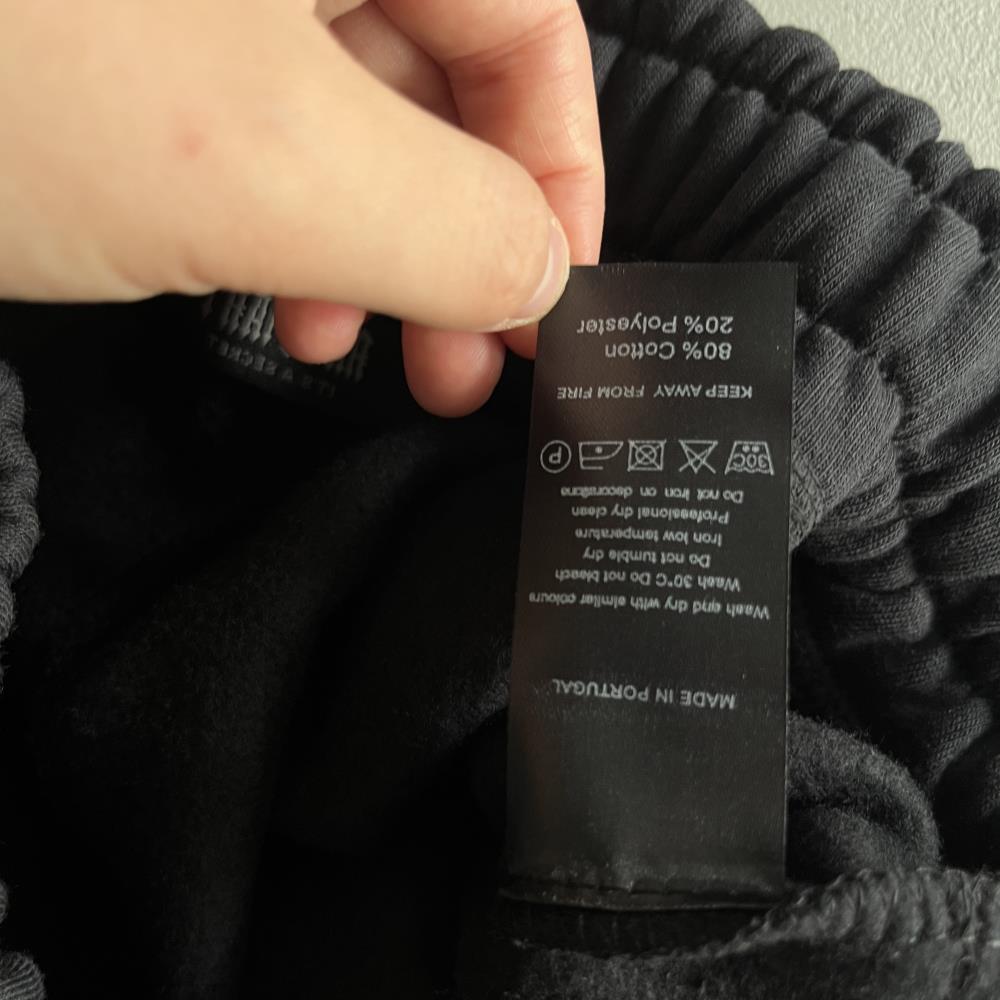 80% Cotton
20% Polyester
KEEP AWAY FROM FIRE
30C P
Do not iron on decorations
Professional dry clean
Iron low temperature
Do not tumble dry
Wash 30°C Do not bleach
Wash and dry with similar colours
MADE IN PORTUGAL